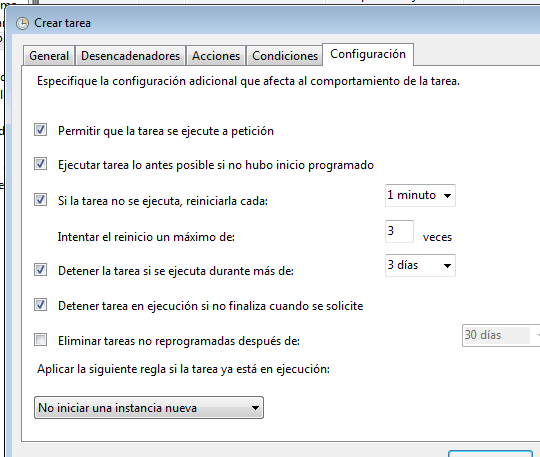 Crear tarea
General Desencadenadores Acciones Condiciones Configuración
Especifique la configuración adicional que afecta al comportamiento de la tarea.
Permitir que la tarea se ejecute a petición
Ejecutar tarea lo antes posible si no hubo inicio programado
Si la tarea no se ejecuta, reiniciarla cada: 1 minuto
Intentar el reinicio un máximo de: 3 veces
Detener la tarea si se ejecuta durante más de: 3 días
Detener tarea en ejecución si no finaliza cuando se solicite
Eliminar tareas no reprogramadas después de: 30 días
Aplicar la siguiente regla si la tarea ya está en ejecución:
No iniciar una instancia nueva